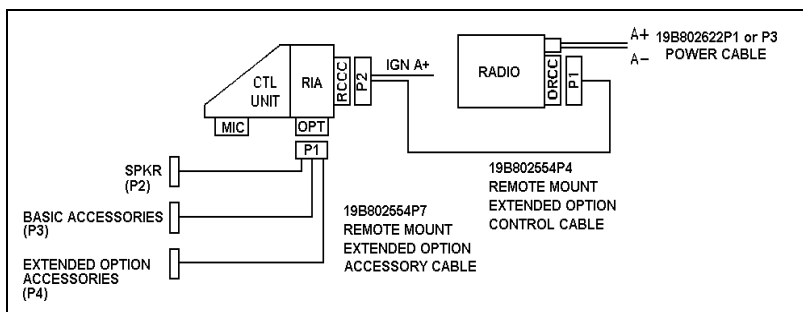 A+ 19B802622P1 or P3
A- POWER CABLE
IGN A+
CTL
UNIT
RIA
RCCC
P2
RADIO
ORCC
P1
MIC
OPT
P1
SPKR
(P2)
BASIC ACCESSORIES
(P3)
EXTENDED OPTION
ACCESSORIES
(P4)
19B802554P7
REMOTE MOUNT
EXTENDED OPTION
ACCESSORY CABLE
19B802554P4
REMOTE MOUNT
EXTENDED OPTION
CONTROL CABLE